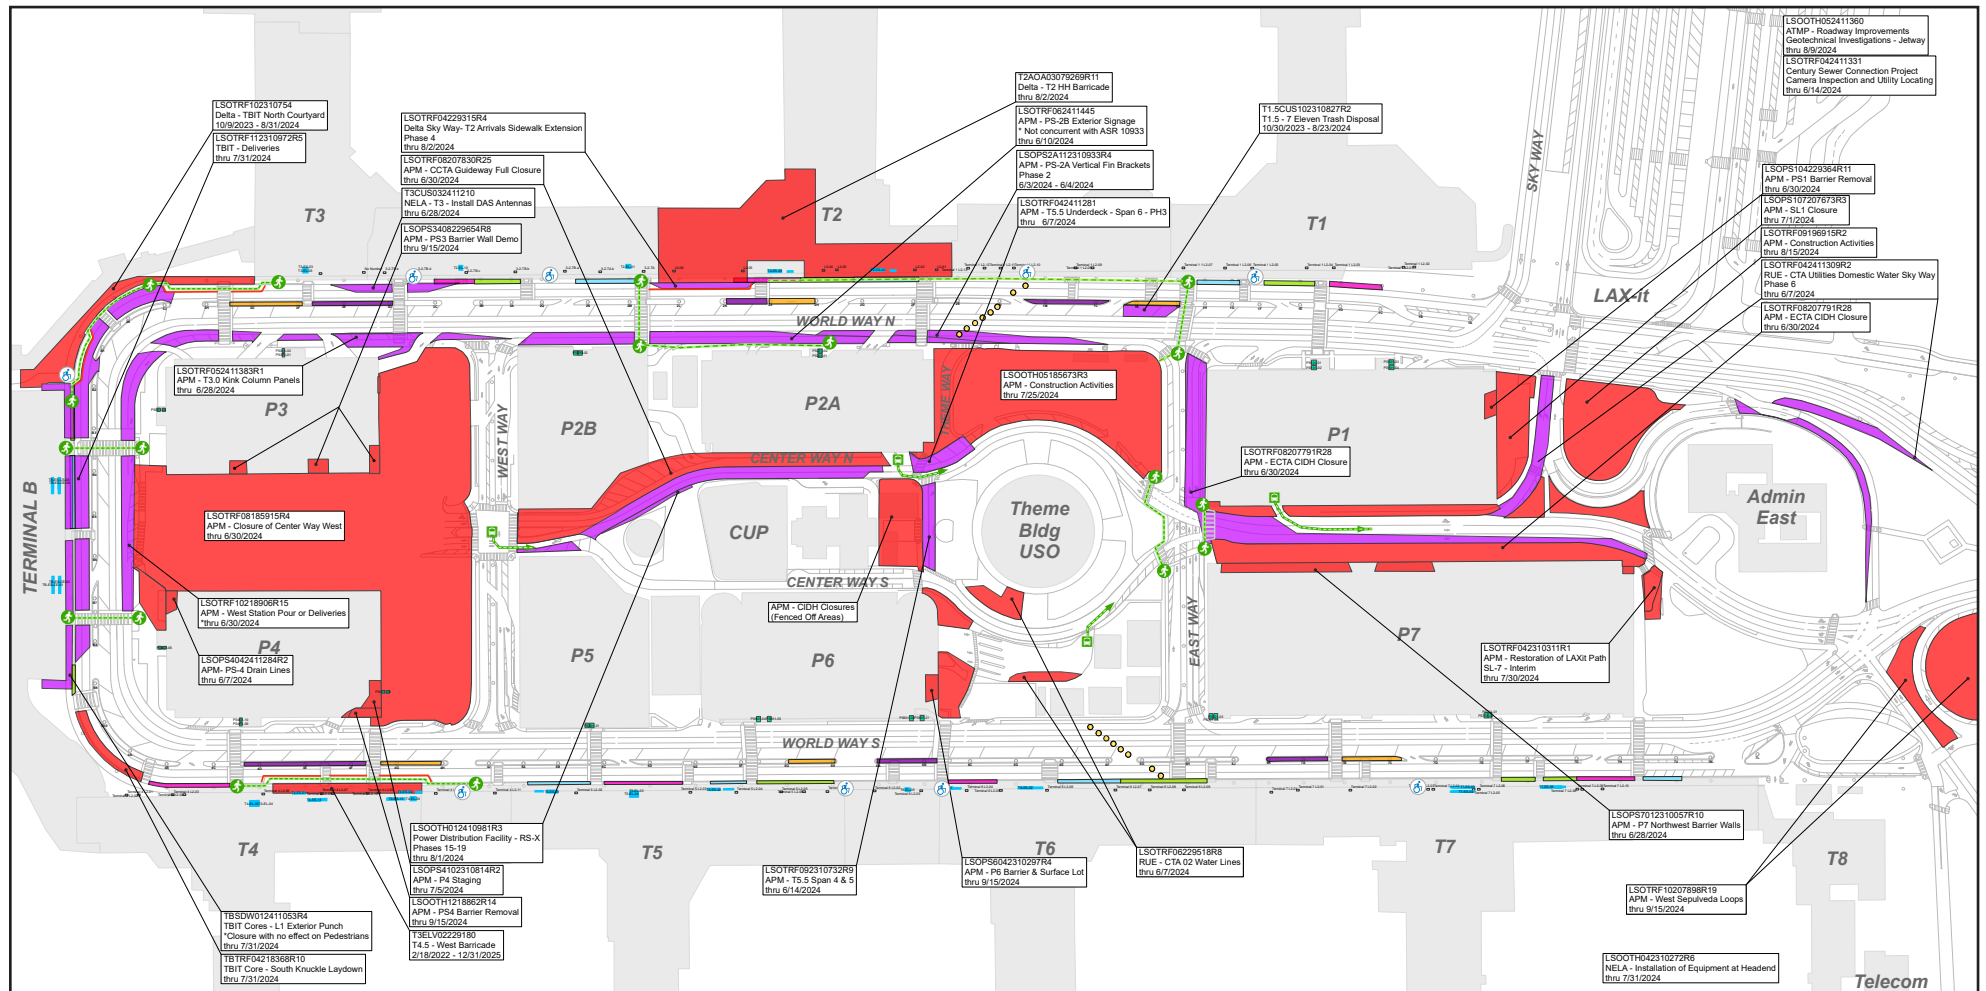 LSOOTH052411360
ATMP - Roadway Improvements
Geotechnical Investigations - Jetway
thru 8/9/2024
LSOTRF042411331
Century Sewer Connection Project
Camera Inspection and Utility Locating
thru 6/14/2024
T2AOA03079269R11
Delta - T2 HH Barricade
thru 8/2/2024
LSOTRF102310754
Delta - TBIT North Courtyard
10/9/2023 - 8/31/2024
LSOTRF112310972R5
TBIT - Deliveries
thru 7/31/2024
LSOTRF04229315R4
Delta Sky Way- T2 Arrivals Sidewalk Extension
Phase 4
thru 8/2/2024
LSOTRF08207830R25
APM - CCTA Guideway Full Closure
thru 6/30/2024
T3CUS032411210
NELA - T3 - Install DAS Antennas
thru 6/28/2024
LSOPS3408229654R8
APM - PS3 Barrier Wall Demo
thru 9/15/2024
LSOTRF062411445
APM - PS-2B Exterior Signage
* Not concurrent with ASR 10933
thru 6/10/2024
LSOPS2A112310933R4
APM - PS-2A Vertical Fin Brackets
Phase 2
6/3/2024 - 6/4/2024
LSOTRF042411281
APM - T5.5 Underdeck - Span 6 - PH3
thru 6/7/2024
T1.5CUS102310827R2
T1.5 - 7 Eleven Trash Disposal
10/30/2023 - 8/23/2024
SKY WAY
LSOPS104229364R11
APM - PS1 Barrier Removal
thru 6/30/2024
LSOPS107207673R3
APM - SL1 Closure
thru 7/1/2024
LSOTRF09196915R2
APM - Construction Activities
thru 8/15/2024
LSOTRF042411309R2
RUE - CTA Utilities Domestic Water Sky Way
Phase 6
thru 6/7/2024
LSOTRF08207791R28
APM - ECTA CIDH Closure
thru 6/30/2024
T3
T2
T1
LAX-it
WORLD WAY N
LSOTRF052411383R1
APM - T3.0 Kink Column Panels
thru 6/28/2024
P3
WEST WAY
P2B
P2A
THEME WAY
LSOOTH05185673R3
APM - Construction Activities
thru 7/25/2024
P1
LSOTRF08207791R28
APM - ECTA CIDH Closure
thru 6/30/2024
CENTER WAY N
TERMINAL B
LSOTRF08185915R4
APM - Closure of Center Way West
thru 6/30/2024
CUP
Theme
Bldg
USO
Admin
East
CENTER WAY S
LSOTRF10218906R15
APM - West Station Pour or Deliveries
*thru 6/30/2024
P4
LSOPS4042411284R2
APM- PS-4 Drain Lines
thru 6/7/2024
P5
APM - CIDH Closures
(Fenced Off Areas)
P6
EAST WAY
P7
LSOTRF042310311R1
APM - Restoration of LAXit Path
SL-7 - Interim
thru 7/30/2024
WORLD WAY S
T4
T5
T6
T7
T8
LSOOTH012410981R3
Power Distribution Facility - RS-X
Phases 15-19
thru 8/1/2024
LSOPS4102310814R2
APM - P4 Staging
thru 7/5/2024
LSOOTH1218862R14
APM - PS4 Barrier Removal
thru 9/15/2024
T3ELV02229180
T4.5 - West Barricade
2/18/2022 - 12/31/2025
TBSDW012411053R4
TBIT Cores - L1 Exterior Punch
*Closure with no effect on Pedestrians
thru 7/31/2024
TBTRF04218368R10
TBIT Core - South Knuckle Laydown
thru 7/31/2024
LSOTRF092310732R9
APM - T5.5 Span 4 & 5
thru 6/14/2024
LSOPS6042310297R4
APM - P6 Barrier & Surface Lot
thru 9/15/2024
LSOTRF06229518R8
RUE - CTA 02 Water Lines
thru 6/7/2024
LSOPS7012310057R10
APM - P7 Northwest Barrier Walls
thru 6/28/2024
LSOTRF10207898R19
APM - West Sepulveda Loops
thru 9/15/2024
LSOOTH042310272R6
NELA - Installation of Equipment at Headend
thru 7/31/2024
Telecom